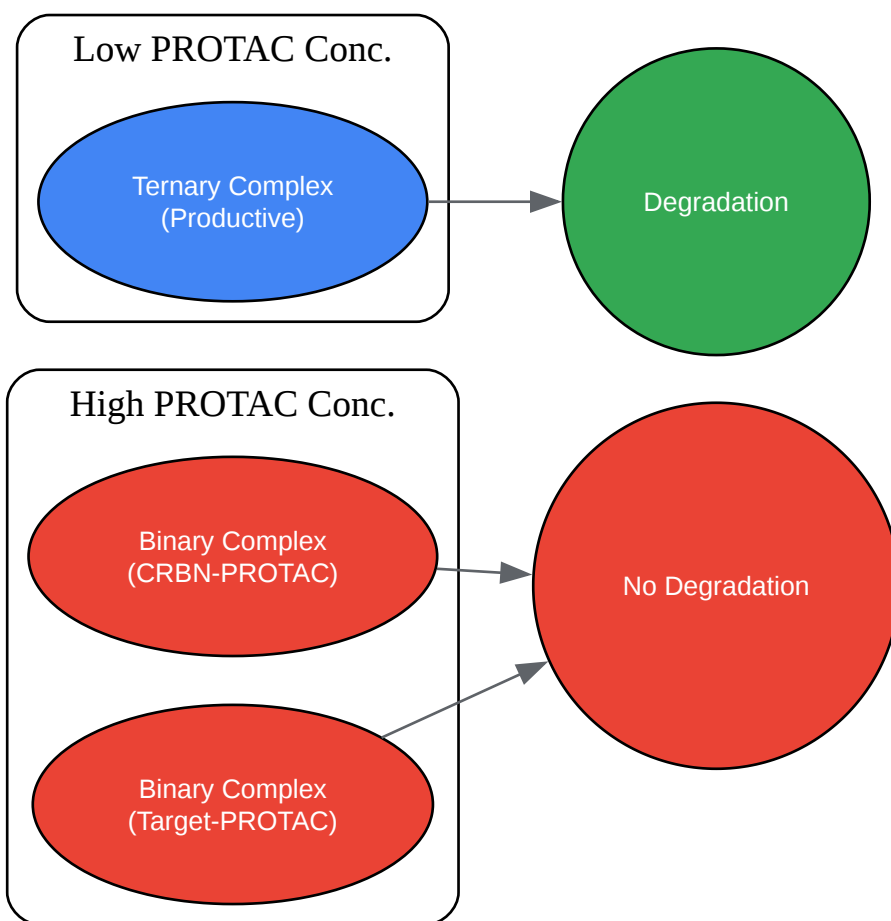 Low PROTAC Conc.
Ternary Complex
(Productive)
Degradation
High PROTAC Conc.
Binary Complex
(CRBN-PROTAC)
No Degradation
Binary Complex
(Target-PROTAC)